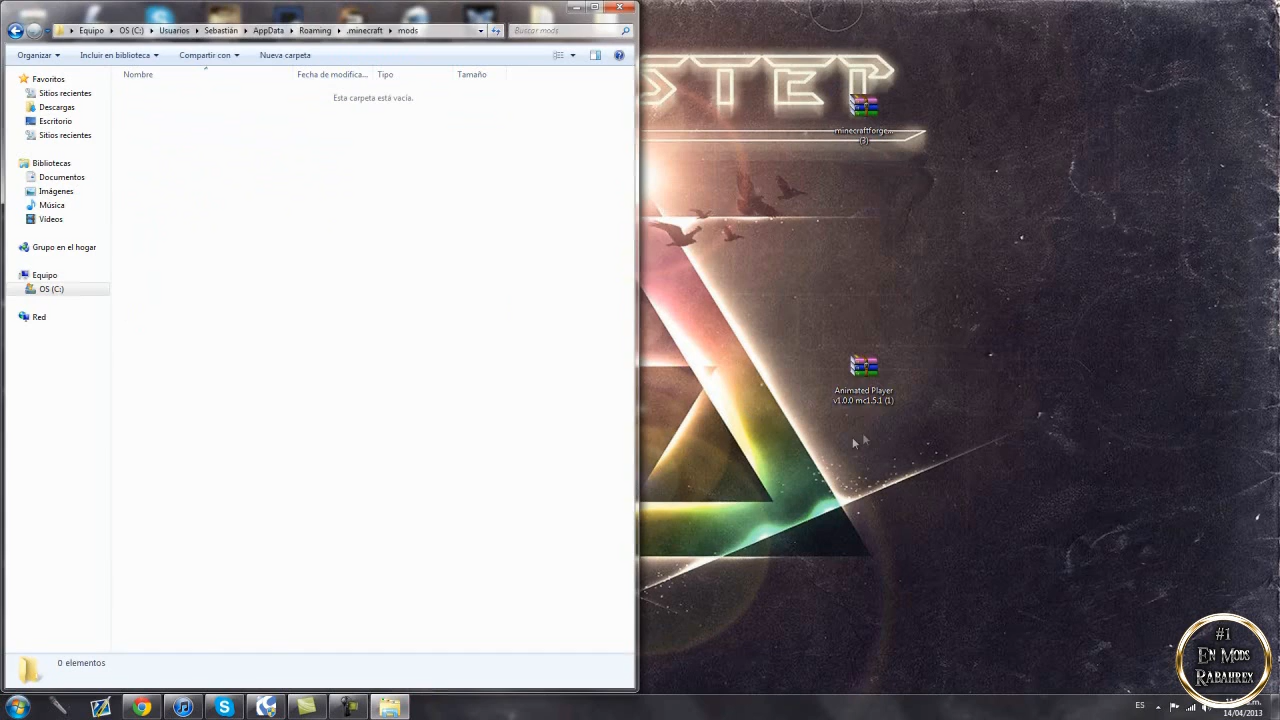 Equipo ▸ OS (C:) ▸ Usuarios ▸ Sebastián ▸ AppData ▸ Roaming ▸ .minecraft ▸ mods
Buscar mods
Organizar
Incluir en biblioteca
Compartir con
Nueva carpeta
Nombre
Fecha de modifica...
Tipo
Tamaño
Esta carpeta está vacía.
Favoritos
Sitios recientes
Descargas
Escritorio
Sitios recientes
Bibliotecas
Documentos
Imágenes
Música
Vídeos
Grupo en el hogar
Equipo
OS (C:)
Red
0 elementos
STEP
minecraftforge...
(3)
Animated Player
v1.0.0 mc1.5.1 (1)
#1
En Mods
Rabahrex
ES
14/04/2013